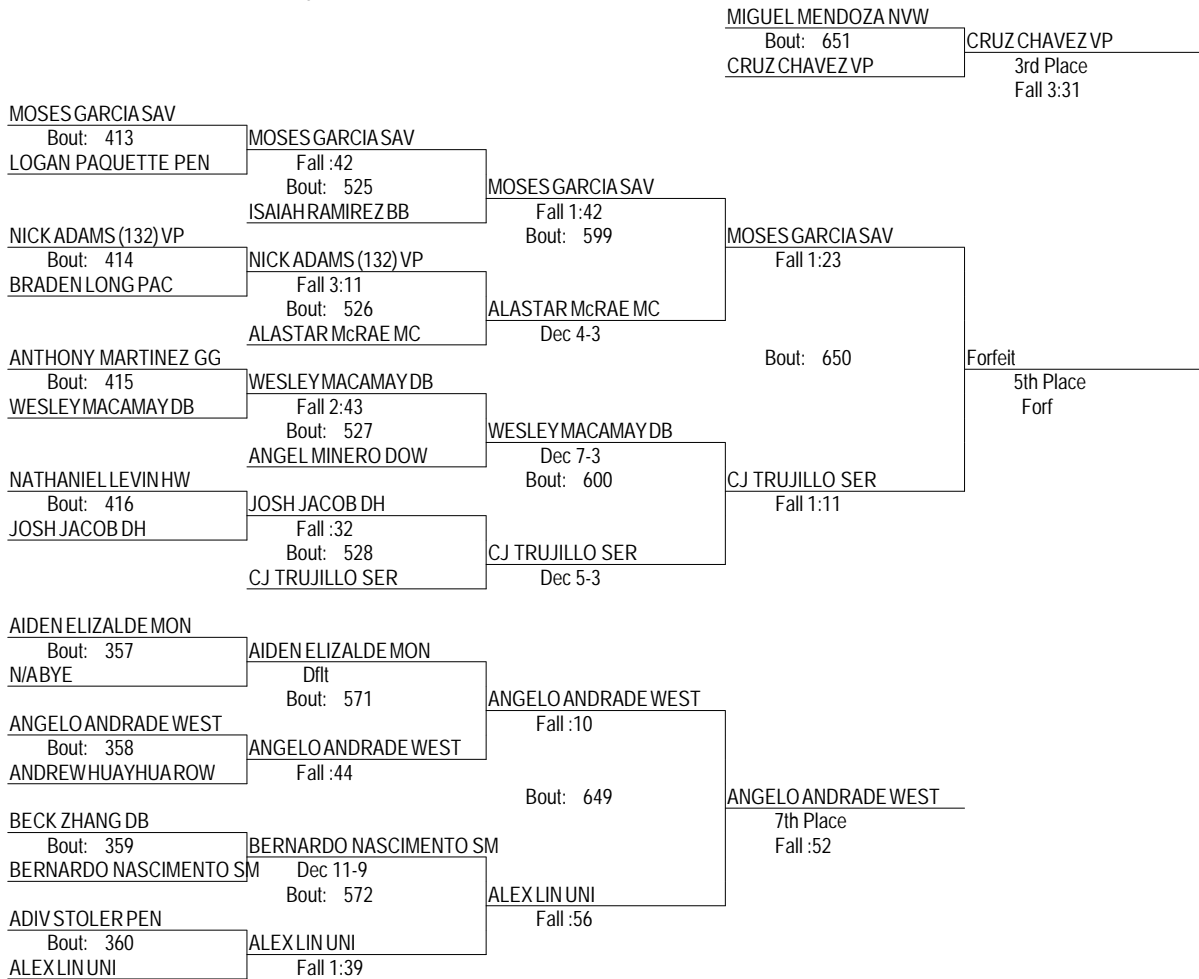 MIGUEL MENDOZA NVW
Bout: 651
CRUZ CHAVEZ VP
CRUZ CHAVEZ VP
3rd Place
Fall 3:31
MOSES GARCIA SAV
Bout: 413
LOGAN PAQUETTE PEN
MOSES GARCIA SAV
Fall :42
Bout: 525
ISAIAH RAMIREZ BB
MOSES GARCIA SAV
Fall 1:42
Bout: 599
NICK ADAMS (132) VP
Bout: 414
BRADEN LONG PAC
NICK ADAMS (132) VP
Fall 3:11
Bout: 526
ALASTAR McRAE MC
ALASTAR McRAE MC
Dec 4-3
MOSES GARCIA SAV
Fall 1:23
Bout: 650
ANTHONY MARTINEZ GG
Bout: 415
WESLEY MACAMAY DB
WESLEY MACAMAY DB
Fall 2:43
Bout: 527
ANGEL MINERO DOW
WESLEY MACAMAY DB
Dec 7-3
Bout: 600
NATHANIEL LEVIN HW
Bout: 416
JOSH JACOB DH
JOSH JACOB DH
Fall :32
Bout: 528
CJ TRUJILLO SER
CJ TRUJILLO SER
Dec 5-3
CJ TRUJILLO SER
Fall 1:11
Forfeit
5th Place
Forf
AIDEN ELIZALDE MON
Bout: 357
N/A BYE
AIDEN ELIZALDE MON
Dflt
Bout: 571
ANGELO ANDRADE WEST
Bout: 358
ANDREW HUAYHUA ROW
ANGELO ANDRADE WEST
Fall :44
ANGELO ANDRADE WEST
Fall :10
Bout: 649
BECK ZHANG DB
Bout: 359
BERNARDO NASCIMENTO SM
BERNARDO NASCIMENTO SM
Dec 11-9
Bout: 572
ADIV STOLER PEN
Bout: 360
ALEX LIN UNI
ALEX LIN UNI
Fall 1:39
ALEX LIN UNI
Fall :56
ANGELO ANDRADE WEST
7th Place
Fall :52